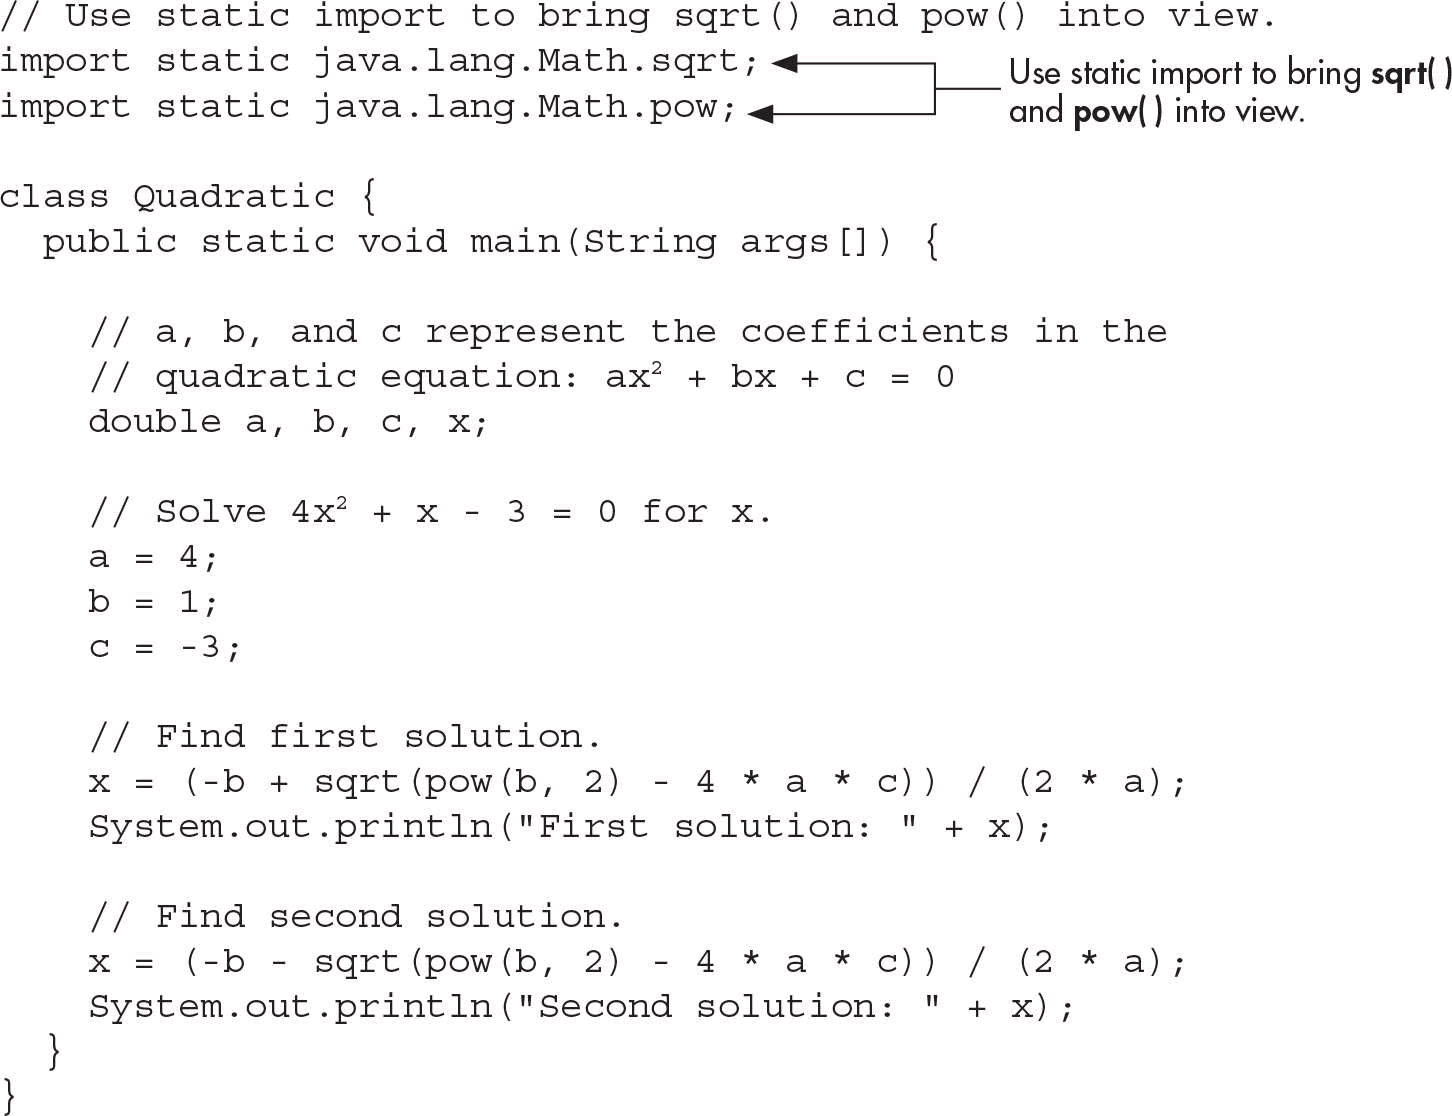 // Use static import to bring sqrt() and pow() into view.
import static java.lang.Math.sqrt;
import static java.lang.Math.pow;
Use static import to bring sqrt( )
and pow( ) into view.
class Quadratic {
  public static void main(String args[]) {
    // a, b, and c represent the coefficients in the
    // quadratic equation: ax² + bx + c = 0
    double a, b, c, x;
    // Solve 4x² + x - 3 = 0 for x.
    a = 4;
    b = 1;
    c = -3;
    // Find first solution.
    x = (-b + sqrt(pow(b, 2) - 4 * a * c)) / (2 * a);
    System.out.println("First solution: " + x);
    // Find second solution.
    x = (-b - sqrt(pow(b, 2) - 4 * a * c)) / (2 * a);
    System.out.println("Second solution: " + x);
  }
}